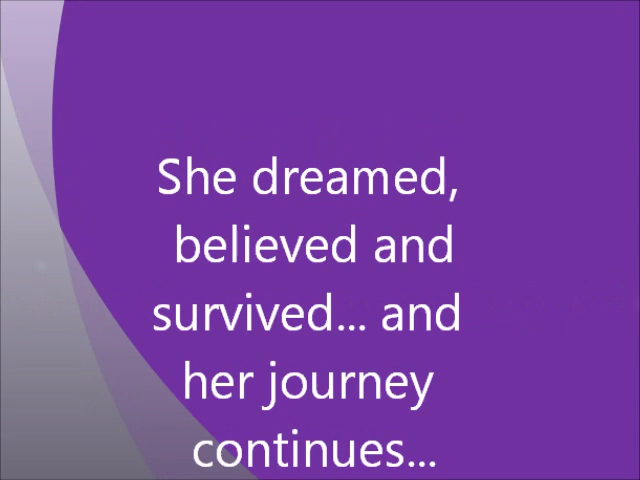 She dreamed,
believed and
survived... and
her journey
continues...